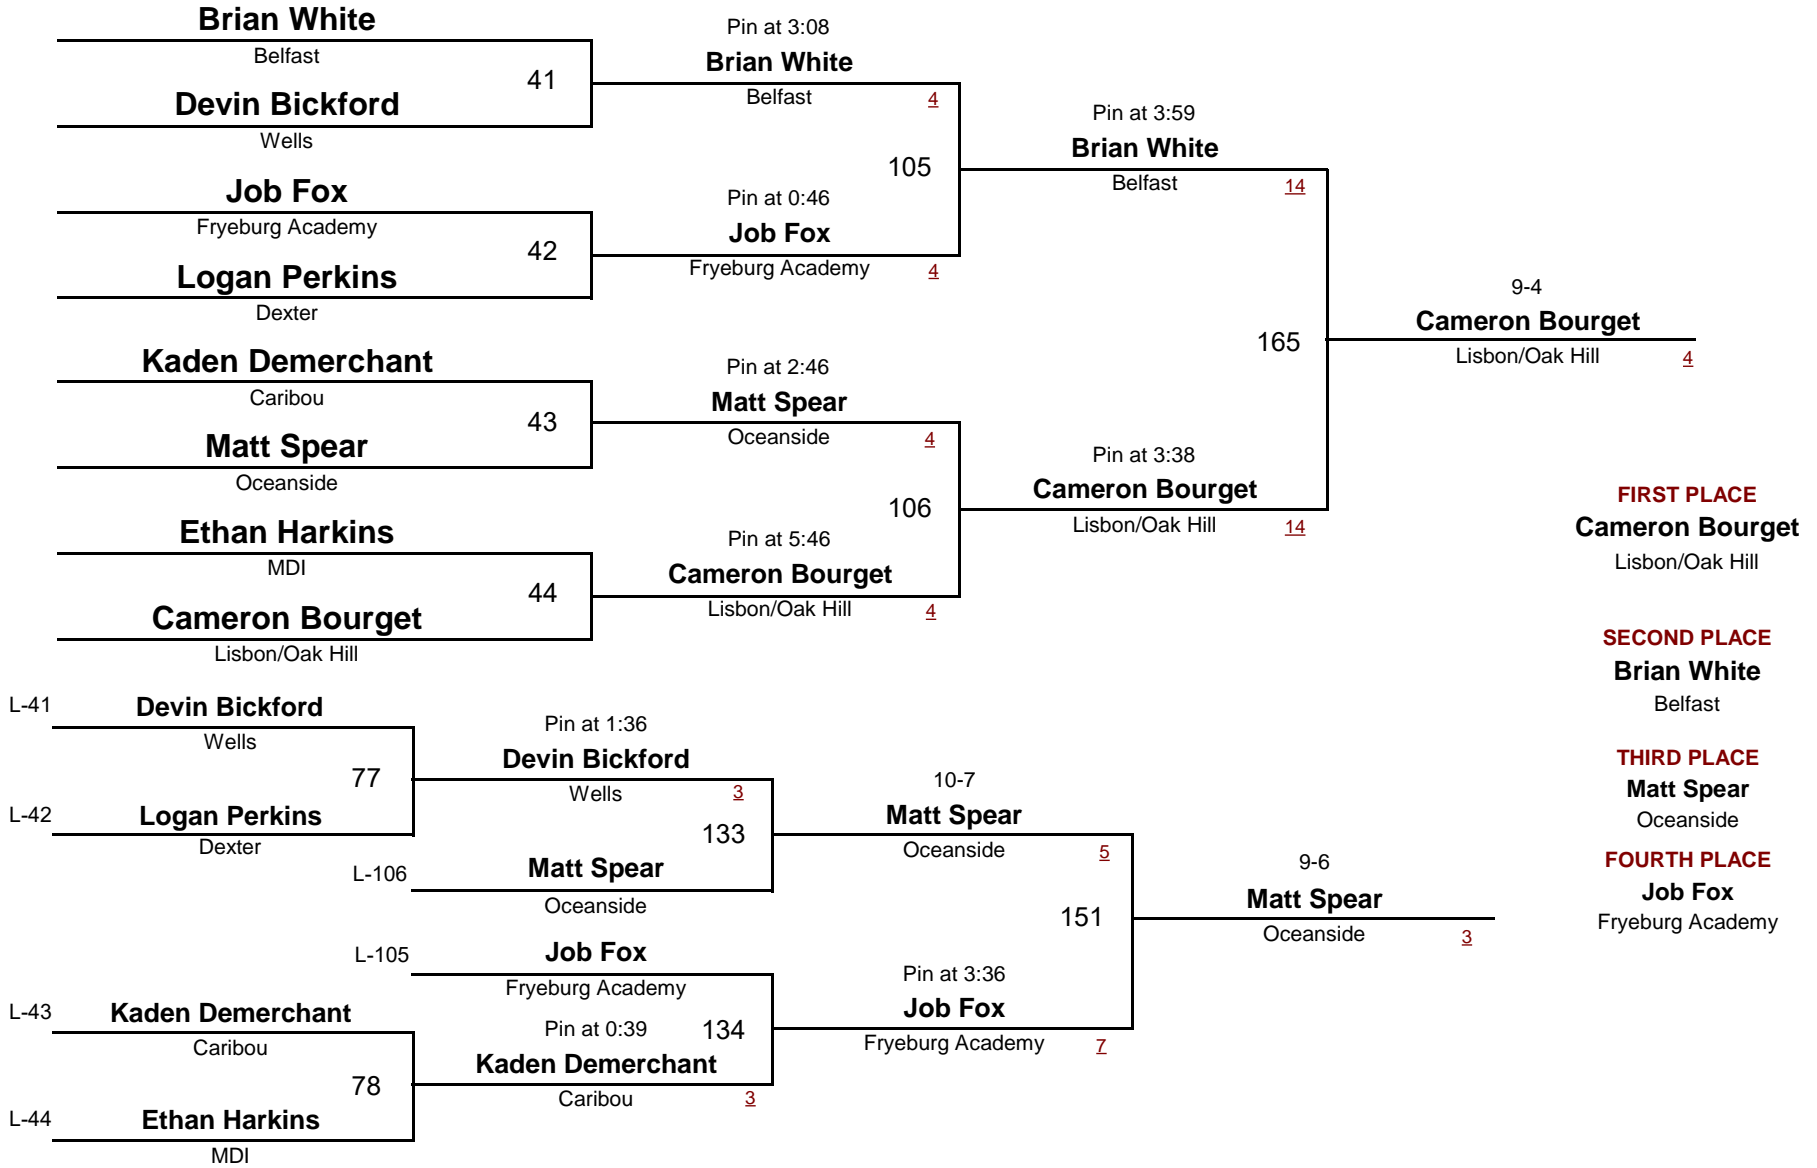 Brian White
Belfast
41
Devin Bickford
Wells
Job Fox
Fryeburg Academy
42
Logan Perkins
Dexter
Kaden Demerchant
Caribou
43
Matt Spear
Oceanside
Ethan Harkins
MDI
44
Cameron Bourget
Lisbon/Oak Hill
Pin at 3:08
Brian White
Belfast
4
105
Pin at 0:46
Job Fox
Fryeburg Academy
4
Pin at 2:46
Matt Spear
Oceanside
4
106
Pin at 5:46
Cameron Bourget
Lisbon/Oak Hill
4
Pin at 3:59
Brian White
Belfast
14
165
Pin at 3:38
Cameron Bourget
Lisbon/Oak Hill
14
9-4
Cameron Bourget
Lisbon/Oak Hill
4
FIRST PLACE
Cameron Bourget
Lisbon/Oak Hill
SECOND PLACE
Brian White
Belfast
THIRD PLACE
Matt Spear
Oceanside
FOURTH PLACE
Job Fox
Fryeburg Academy
L-41
Devin Bickford
Wells
77
L-42
Logan Perkins
Dexter
Pin at 1:36
Devin Bickford
Wells
3
133
L-106
Matt Spear
Oceanside
L-105
Job Fox
Fryeburg Academy
134
L-43
Kaden Demerchant
Caribou
78
L-44
Ethan Harkins
MDI
Pin at 0:39
Kaden Demerchant
Caribou
3
10-7
Matt Spear
Oceanside
5
151
Pin at 3:36
Job Fox
Fryeburg Academy
7
9-6
Matt Spear
Oceanside
3